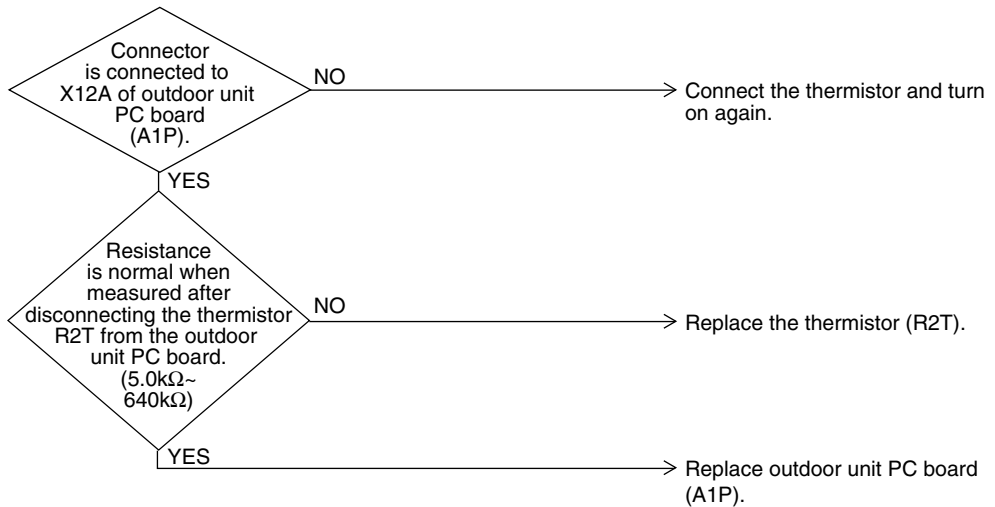 Connector
is connected to
X12A of outdoor unit
PC board
(A1P).
NO
Connect the thermistor and turn
on again.
YES
Resistance
is normal when
measured after
disconnecting the thermistor
R2T from the outdoor
unit PC board.
(5.0kΩ~
640kΩ)
NO
Replace the thermistor (R2T).
YES
Replace outdoor unit PC board
(A1P).